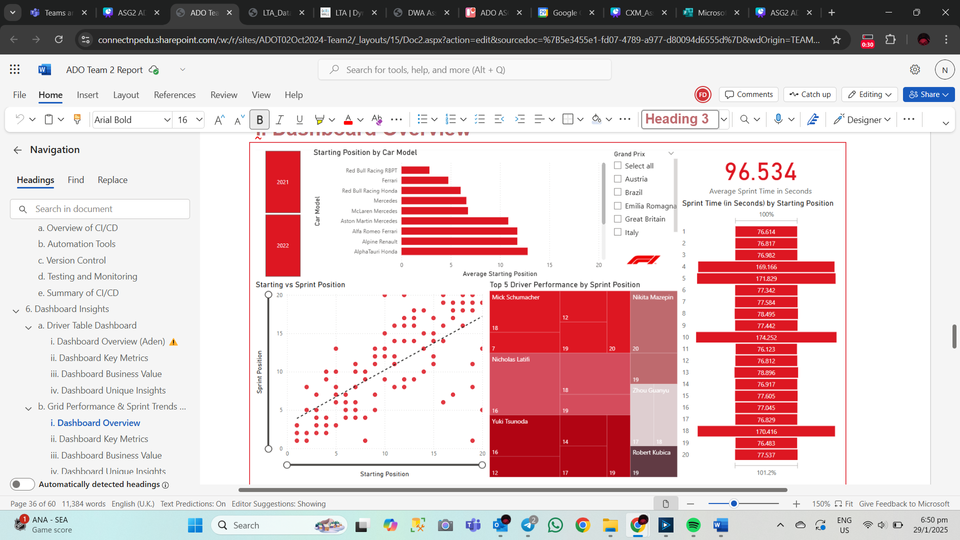 Teams an
ASG2 AI
ADO Tea
LTA_Data
LTA | Dy
DWA Ass
ADO AS
Google C
CXM_As
Microsof
ASG2 AI
connectnpedu.sharepoint.com/w/r/sites/ADOT02Oct2024-Team2/_layouts/15/Doc2.aspx?action=edit&sourcedoc=%7B5e3455e1-fd07-4789-a977-d80094d6555d%7D&wdOrigin=TEAM...
0:30
ADO Team 2 Report
Search for tools, help, and more (Alt + Q)
N
File Home Insert Layout References Review View Help
FD
Comments
Catch up
Editing
Share
Arial Bold
16
B I U
Heading 3
Designer
Navigation
Headings Find Replace
Search in document
a. Overview of CI/CD
b. Automation Tools
c. Version Control
d. Testing and Monitoring
e. Summary of CI/CD
6. Dashboard Insights
a. Driver Table Dashboard
i. Dashboard Overview (Aden)
ii. Dashboard Key Metrics
iii. Dashboard Business Value
iv. Dashboard Unique Insights
b. Grid Performance & Sprint Trends ...
i. Dashboard Overview
ii. Dashboard Key Metrics
iii. Dashboard Business Value
iv. Dashboard Unique Insights
Automatically detected headings
i. Dashboard Overview
2021
2022
Starting Position by Car Model
Car Model
Red Bull Racing RBPT
Ferrari
Red Bull Racing Honda
Mercedes
McLaren Mercedes
Aston Martin Mercedes
Alfa Romeo Ferrari
Alpine Renault
AlphaTauri Honda
0 5 10 15 20
Average Starting Position
Grand Prix
Select all
Austria
Brazil
Emilia Romagna
Great Britain
Italy
96.534
Average Sprint Time in Seconds
Sprint Time (in Seconds) by Starting Position
100%
1 76.614
2 76.817
3 76.982
4 169.166
5 171.829
6 77.342
7 77.584
8 78.495
9 77.442
10 174.252
11 76.123
12 76.812
13 78.896
14 76.917
15 77.605
16 77.045
17 76.829
18 170.416
19 76.483
20 77.537
101.2%
Starting vs Sprint Position
Sprint Position
20
15
10
5
0
0 5 10 15 20
Starting Position
Top 5 Driver Performance by Sprint Position
Mick Schumacher
18
7
12
19
20
Nicholas Latifi
16
18
19
Yuki Tsunoda
16
12
14
17
19
Nikita Mazepin
20
19
Zhou Guanyu
17
18
Robert Kubica
19
Page 36 of 60 11,384 words English (U.K.) Text Predictions: On Editor Suggestions: Showing
150% Fit Give Feedback to Microsoft
1
ANA - SEA
Game score
Search
2
ENG
US
6:50 pm
29/1/2025